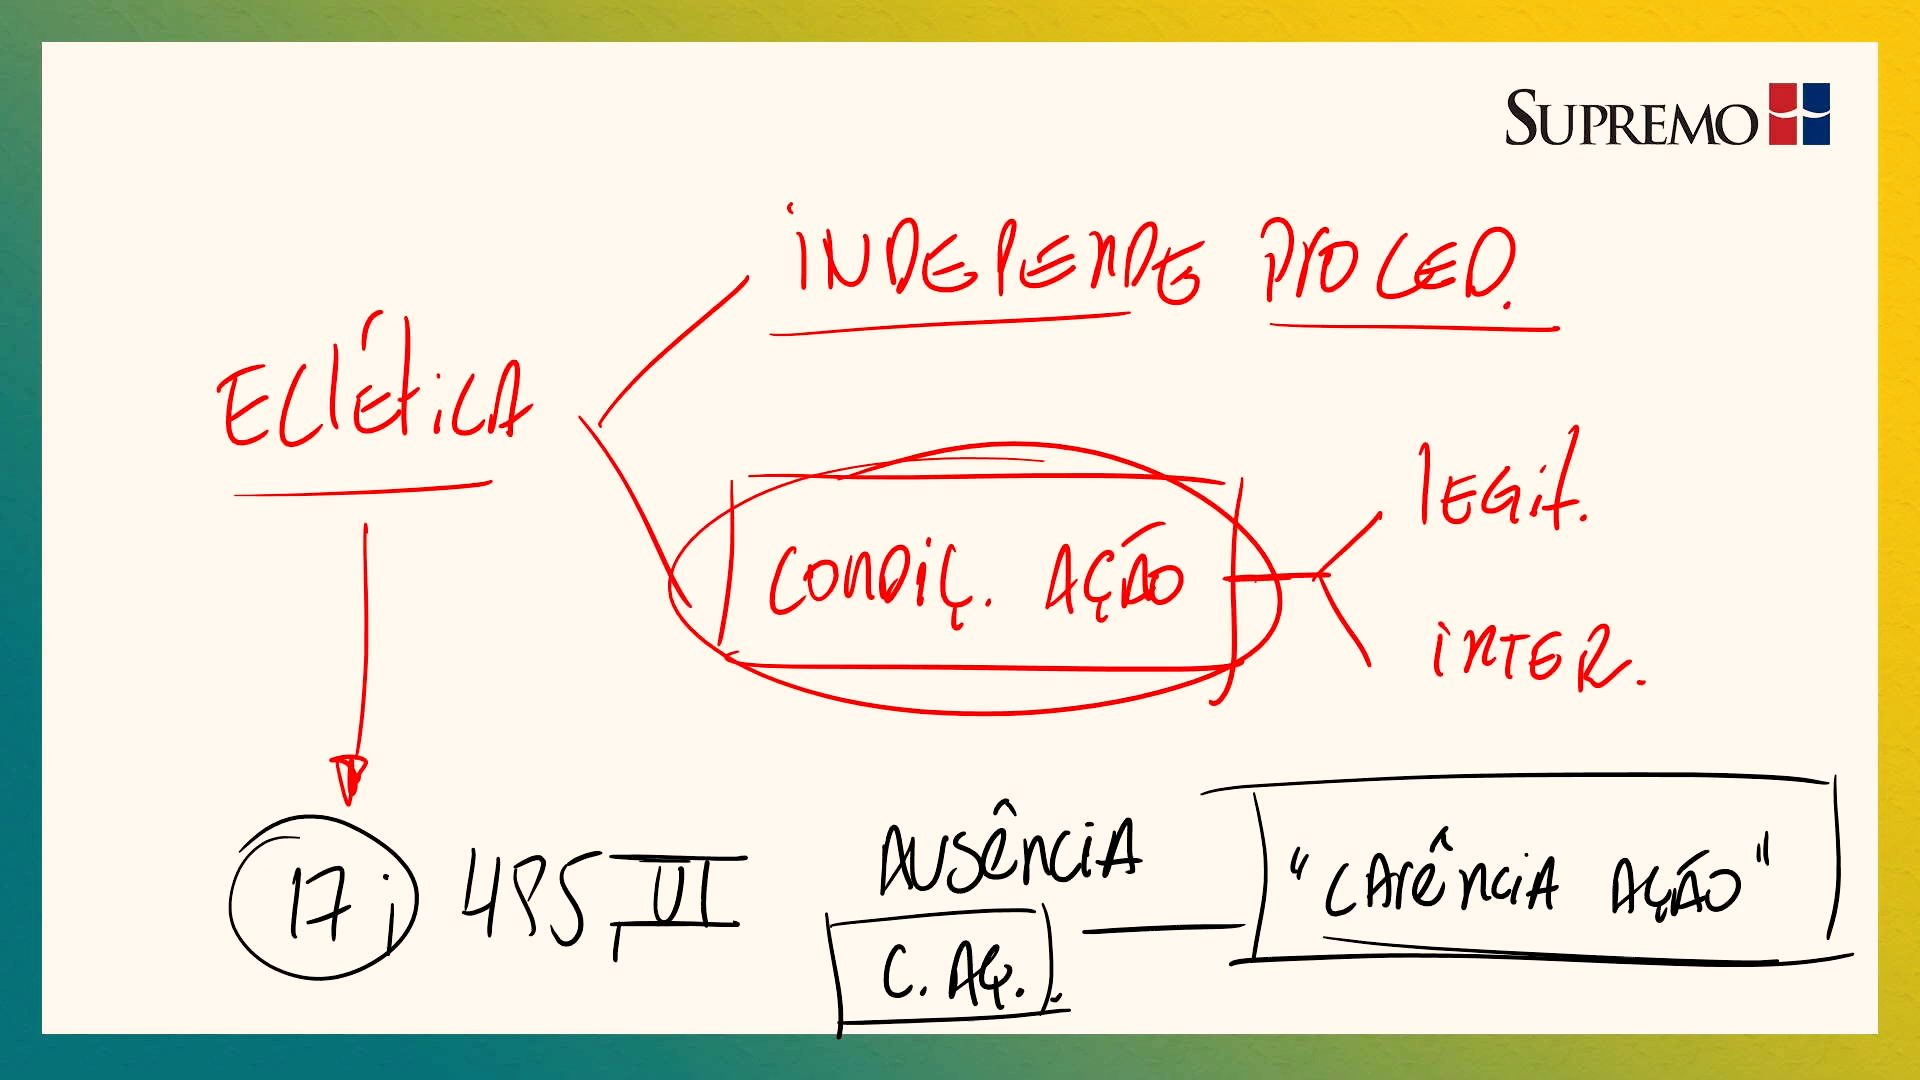 SUPREMO
INDEPENDE PROCED.
ECLÉTICA
LEGIT.
CONDIÇ. AÇÃO
INTER.
17; 485, VI
AUSÊNCIA
C. AÇ.
"CARÊNCIA AÇÃO"